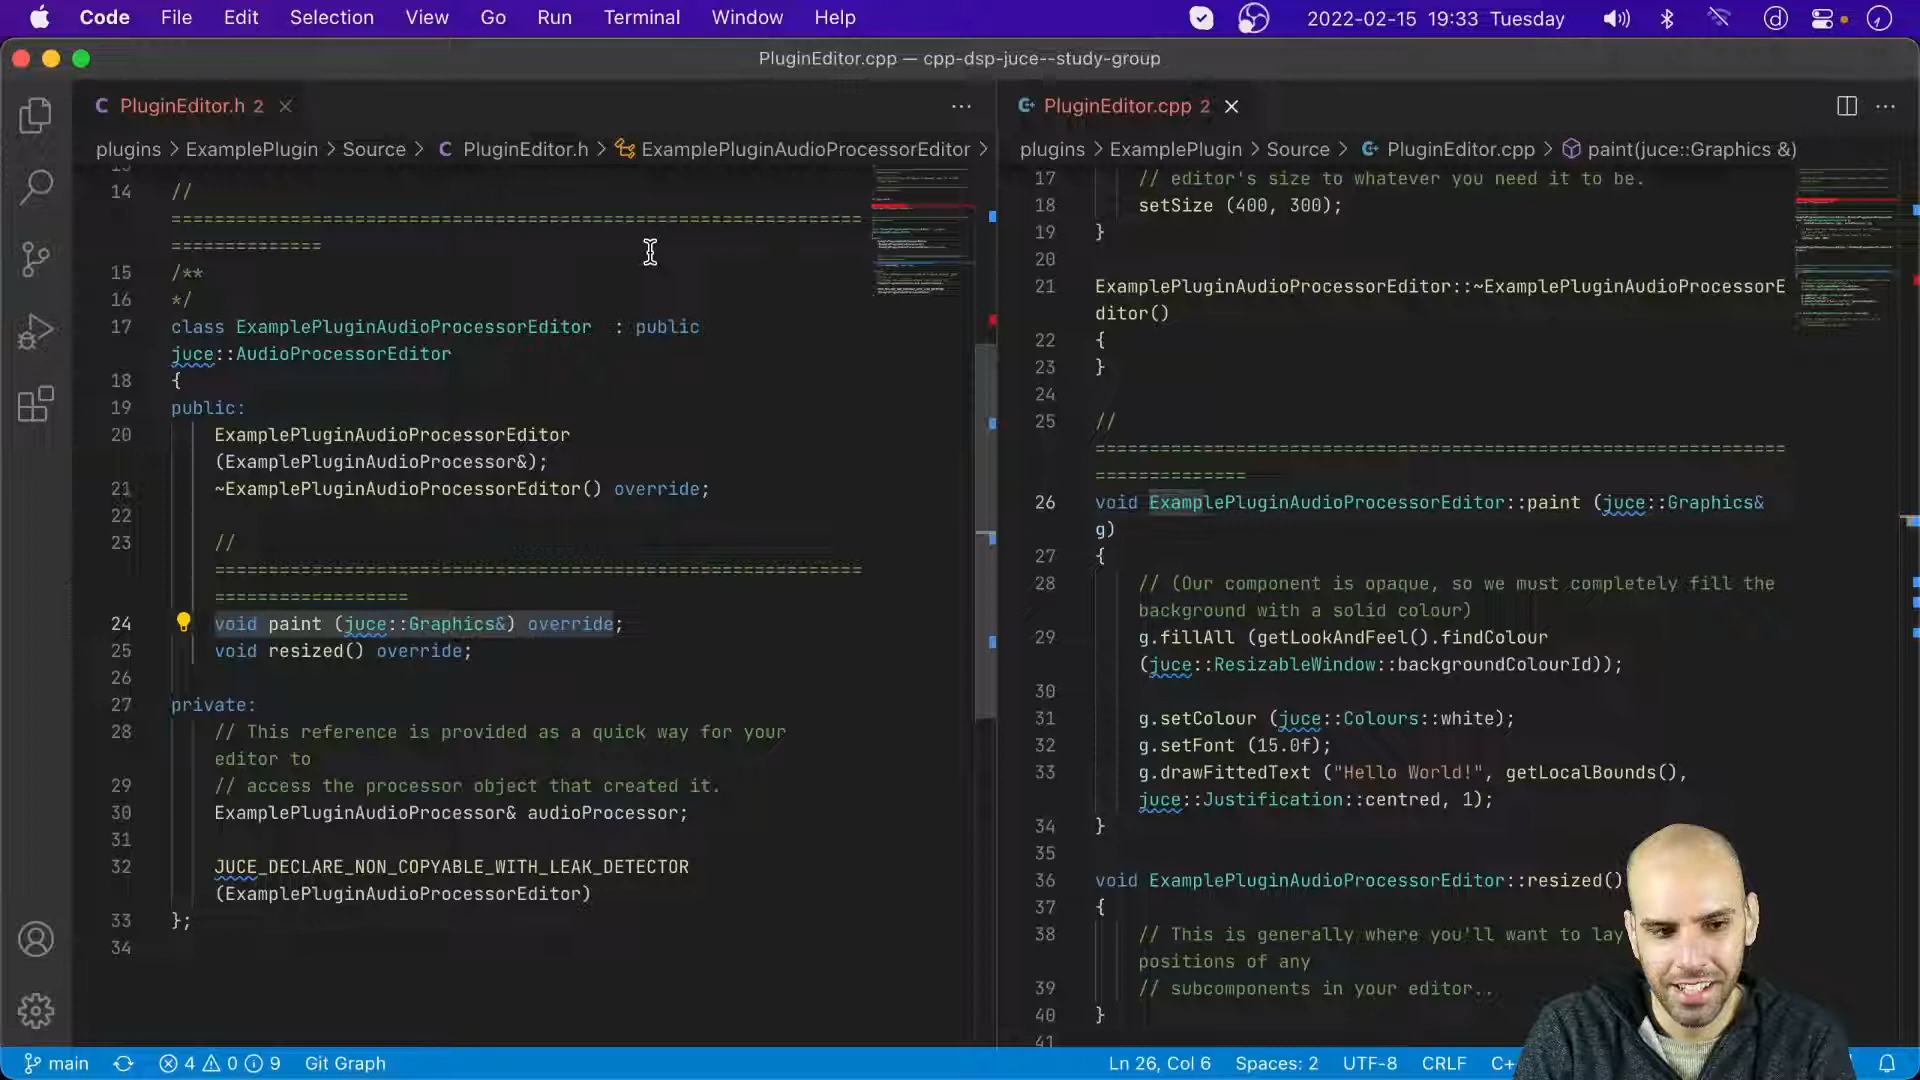 Code File Edit Selection View Go Run Terminal Window Help 2022-02-15 19:33 Tuesday
PluginEditor.cpp — cpp-dsp-juce--study-group
PluginEditor.h 2
plugins > ExamplePlugin > Source > C PluginEditor.h > ExamplePluginAudioProcessorEditor >
14 //
================================================================
==============
15 /**
16 */
17 class ExamplePluginAudioProcessorEditor : public
juce::AudioProcessorEditor
18 {
19 public:
20 ExamplePluginAudioProcessorEditor
(ExamplePluginAudioProcessor&);
21 ~ExamplePluginAudioProcessorEditor() override;
22
23 //
============================================================
==================
24 void paint (juce::Graphics&) override;
25 void resized() override;
26
27 private:
28 // This reference is provided as a quick way for your
editor to
29 // access the processor object that created it.
30 ExamplePluginAudioProcessor& audioProcessor;
31
32 JUCE_DECLARE_NON_COPYABLE_WITH_LEAK_DETECTOR
(ExamplePluginAudioProcessorEditor)
33 };
34
PluginEditor.cpp 2
plugins > ExamplePlugin > Source > PluginEditor.cpp > paint(juce::Graphics &)
17 // editor's size to whatever you need it to be.
18 setSize (400, 300);
19 }
20
21 ExamplePluginAudioProcessorEditor::~ExamplePluginAudioProcessorE
ditor()
22 {
23 }
24
25 //
================================================================
==============
26 void ExamplePluginAudioProcessorEditor::paint (juce::Graphics&
g)
27 {
28 // (Our component is opaque, so we must completely fill the
background with a solid colour)
29 g.fillAll (getLookAndFeel().findColour
(juce::ResizableWindow::backgroundColourId));
30
31 g.setColour (juce::Colours::white);
32 g.setFont (15.0f);
33 g.drawFittedText ("Hello World!", getLocalBounds(),
juce::Justification::centred, 1);
34 }
35
36 void ExamplePluginAudioProcessorEditor::resized()
37 {
38 // This is generally where you'll want to lay
positions of any
39 // subcomponents in your editor..
40 }
41
main 4 0 9 Git Graph Ln 26, Col 6 Spaces: 2 UTF-8 CRLF C+